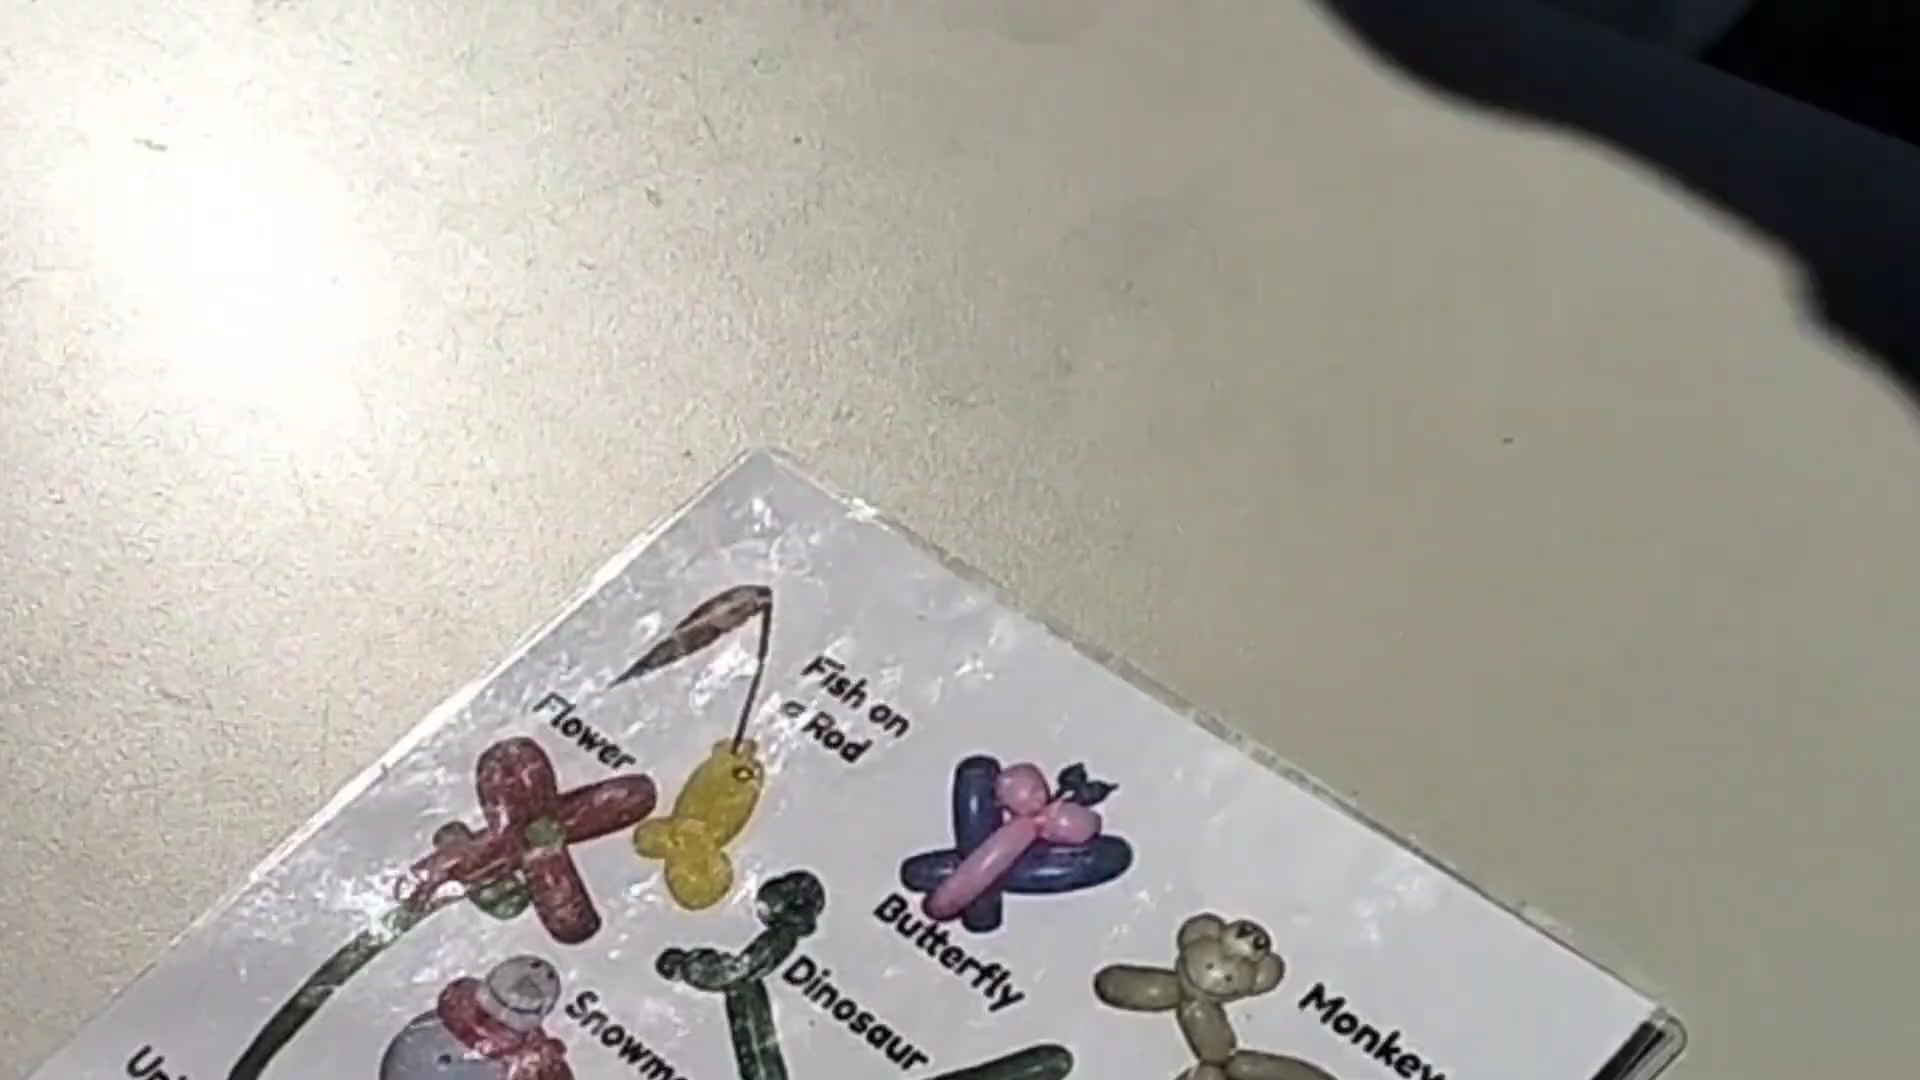 Fish on
a Rod
Flower
Butterfly
Monkey
Dinosaur